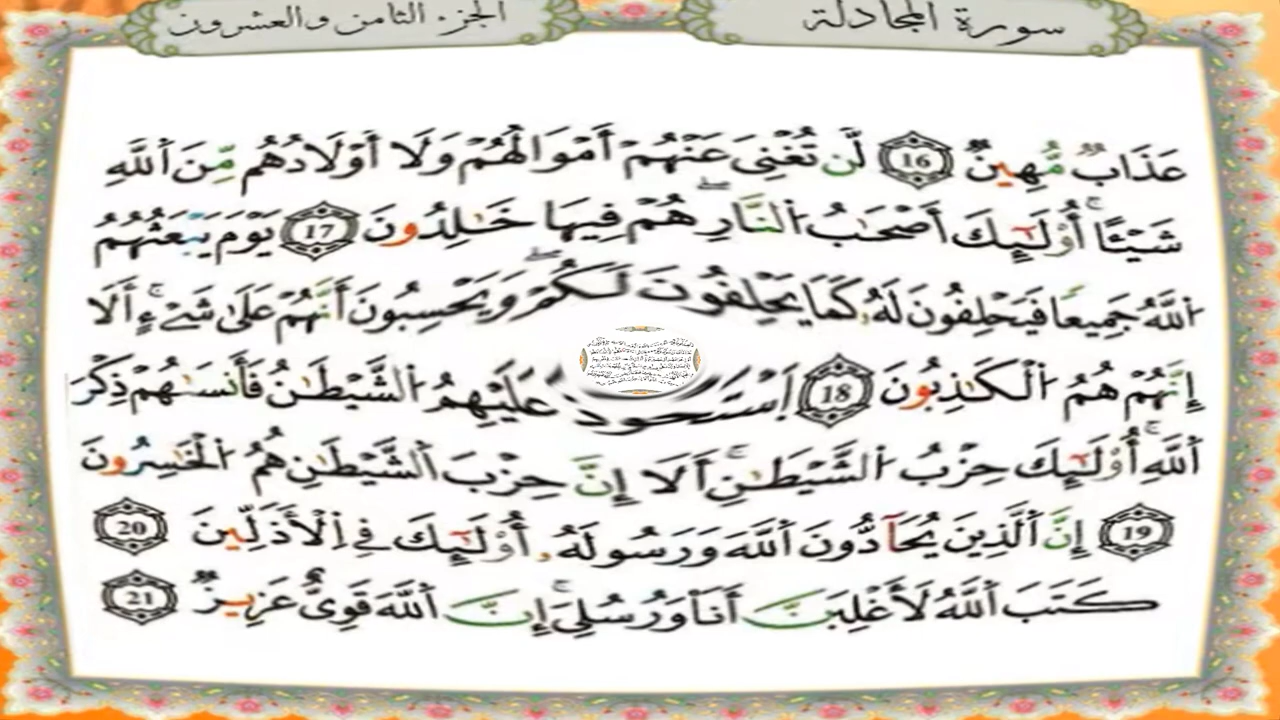 سورة المجادلة
الجزء الثامن والعشرون
عَذَابٌ مُّهِينٌ 16 لَّن تُغْنِىَ عَنْهُمْ أَمْوَالُهُمْ وَلَا أَوْلَادُهُم مِّنَ ٱللَّهِ
شَيْـًٔا ۚ أُو۟لَـٰٓئِكَ أَصْحَـٰبُ ٱلنَّارِ ۖ هُمْ فِيهَا خَـٰلِدُونَ 17 يَوْمَ يَبْعَثُهُمُ
ٱللَّهُ جَمِيعًا فَيَحْلِفُونَ لَهُۥ كَمَا يَحْلِفُونَ لَكُمْ ۖ وَيَحْسِبُونَ أَنَّهُمْ عَلَىٰ شَىْءٍ ۚ أَلَا
إِنَّهُمْ هُمُ ٱلْكَـٰذِبُونَ 18 ٱسْتَحْوَذَ عَلَيْهِمُ ٱلشَّيْطَـٰنُ فَأَنسَىٰهُمْ ذِكْرَ
ٱللَّهِ ۚ أُو۟لَـٰٓئِكَ حِزْبُ ٱلشَّيْطَـٰنِ ۚ أَلَا إِنَّ حِزْبَ ٱلشَّيْطَـٰنِ هُمُ ٱلْخَـٰسِرُونَ
19 إِنَّ ٱلَّذِينَ يُحَآدُّونَ ٱللَّهَ وَرَسُولَهُۥ أُو۟لَـٰٓئِكَ فِى ٱلْأَذَلِّينَ 20
كَتَبَ ٱللَّهُ لَأَغْلِبَنَّ أَنَا۠ وَرُسُلِىٓ ۚ إِنَّ ٱللَّهَ قَوِىٌّ عَزِيزٌ 21